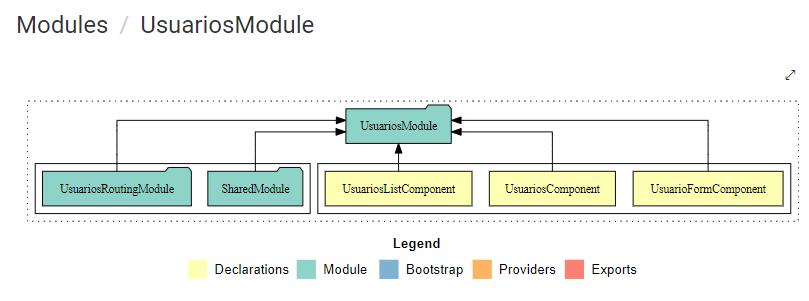 Modules / UsuariosModule
UsuariosModule
UsuariosRoutingModule SharedModule UsuariosListComponent UsuariosComponent UsuarioFormComponent
Legend
Declarations Module Bootstrap Providers Exports